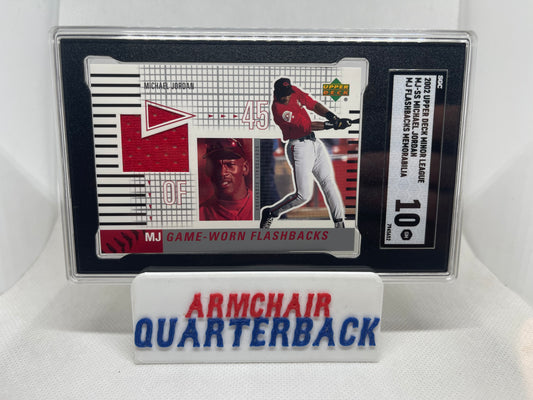 MICHAEL JORDAN
45
OF
UPPER DECK
MJ GAME-WORN FLASHBACKS
SGC
2002 UPPER DECK MINOR LEAGUE
MJ-SS MICHAEL JORDAN
MJ FLASHBACKS MEMORABILIA
10
ARMCHAIR
QUARTERBACK